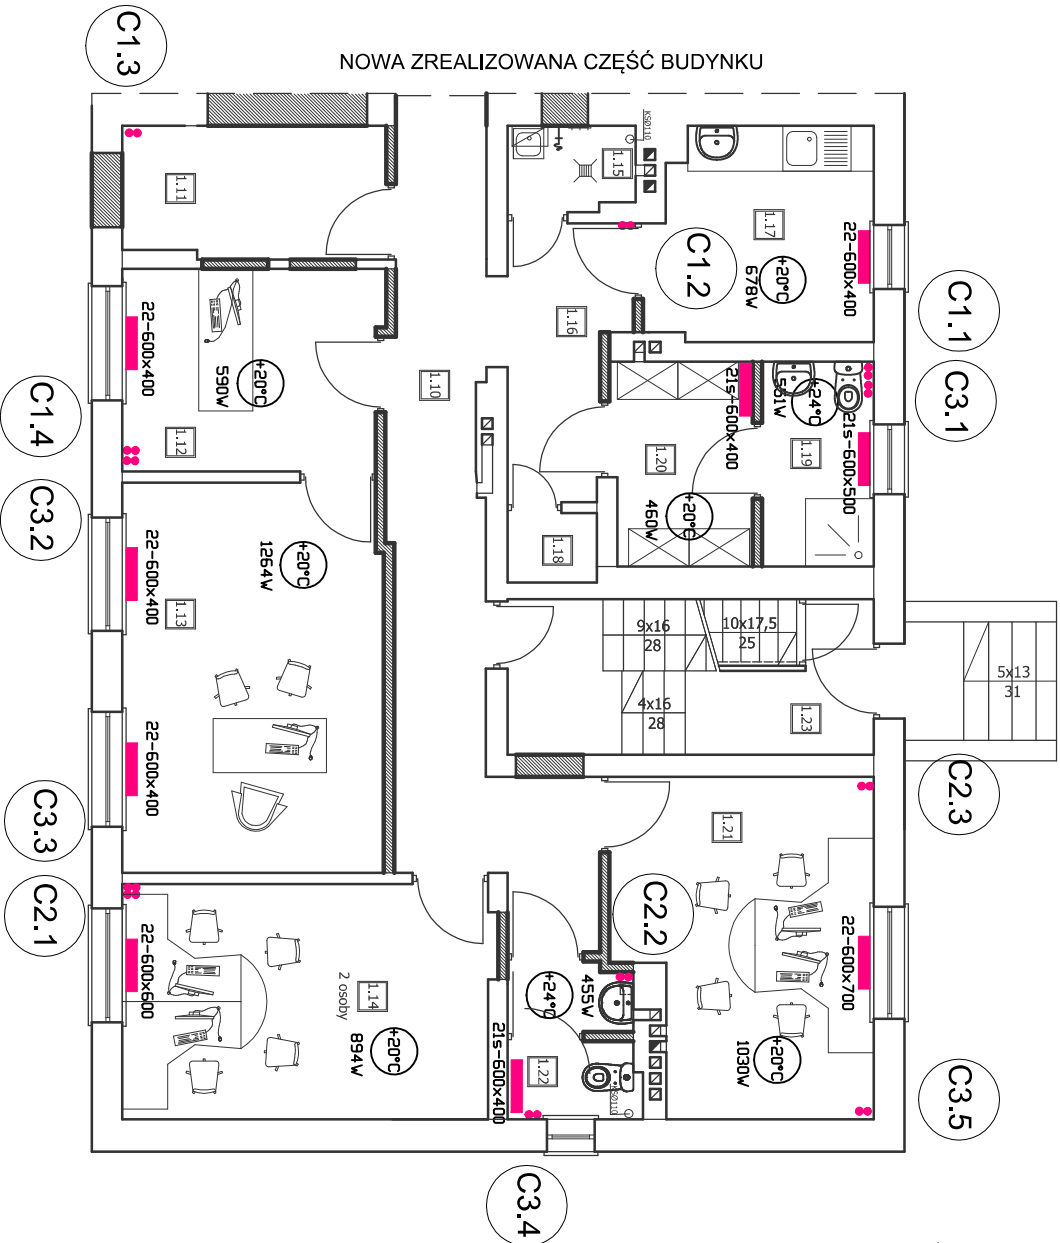 C1.3
NOWA ZREALIZOWANA CZĘŚĆ BUDYNKU
KSØ110
1.15
1.11
1.17
C1.2
+20°C
678W
22-600x400
C1.1
C3.1
1.16
22-600x400
+20°C
590W
1.10
1.12
C1.4
C3.2
21s-600x400
+24°C
21s-600x500
1.19
1.20
+20°C
460W
1.18
+20°C
1264W
22-600x400
1.13
9x16
28
10x17,5
25
4x16
28
5x13
31
1.23
22-600x400
C3.3
C2.1
C2.3
1.21
C2.2
22-600x600
2 osoby
1.14
+20°C
894W
+24°C
455W
22-600x700
+20°C
1030W
21s-600x400
1.22
KSØ110
C3.5
C3.4